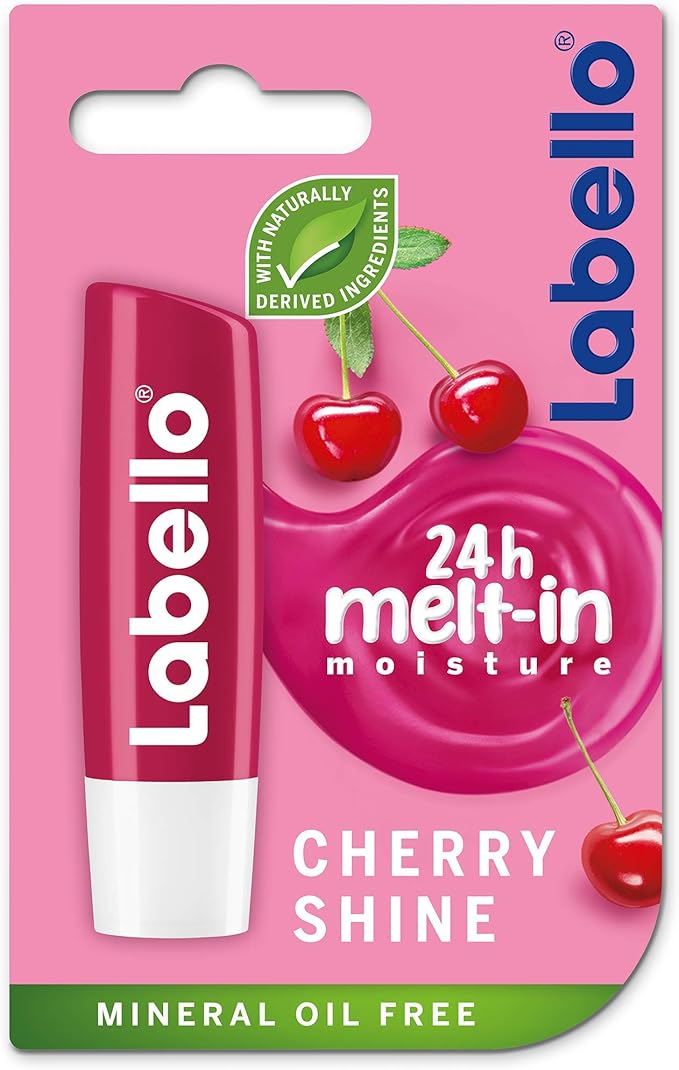 WITH NATURALLY
DERIVED INGREDIENTS
Labello®
Labello®
24h
melt-in
moisture
CHERRY
SHINE
MINERAL OIL FREE